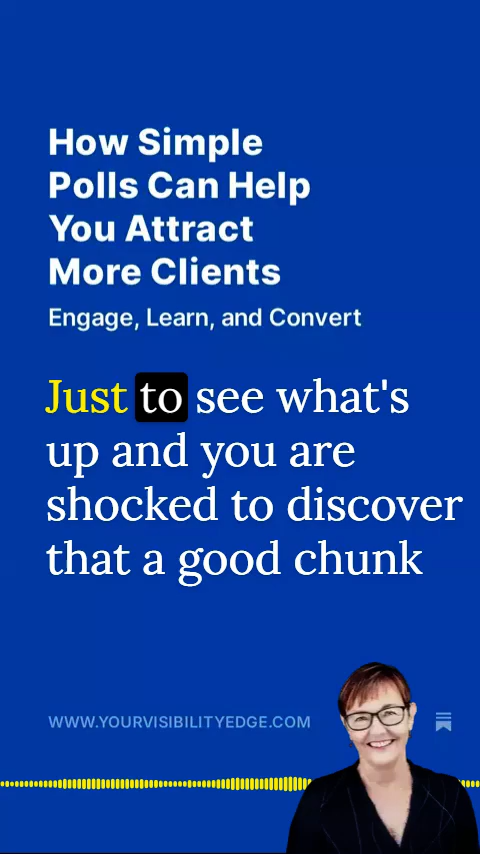 How Simple
Polls Can Help
You Attract
More Clients
Engage, Learn, and Convert
Just to see what's
up and you are
shocked to discover
that a good chunk
WWW.YOURVISIBILITYEDGE.COM